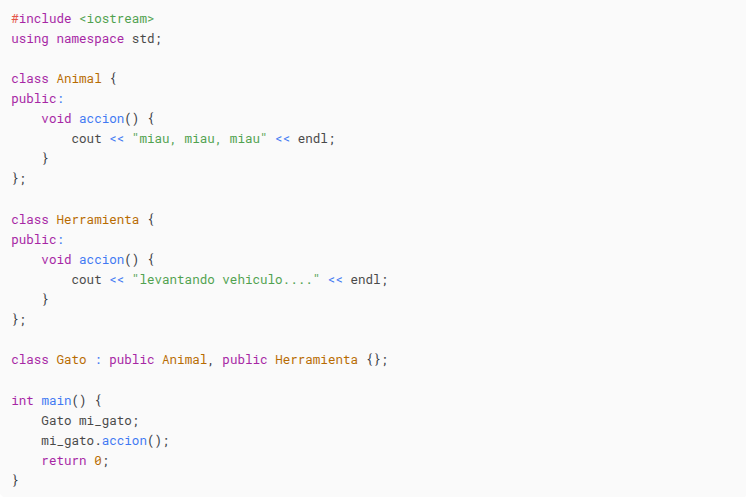 #include <iostream>
using namespace std;
class Animal {
public:
    void accion() {
        cout << "miau, miau, miau" << endl;
    }
};
class Herramienta {
public:
    void accion() {
        cout << "levantando vehiculo...." << endl;
    }
};
class Gato : public Animal, public Herramienta {};
int main() {
    Gato mi_gato;
    mi_gato.accion();
    return 0;
}